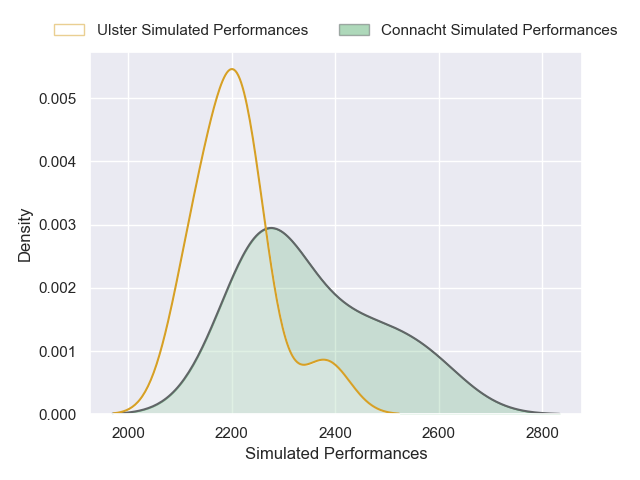 Ulster Simulated Performances Connacht Simulated Performances
0.005
0.004
0.003
0.002
0.001
0.000
Density
2000 2200 2400 2600 2800
Simulated Performances